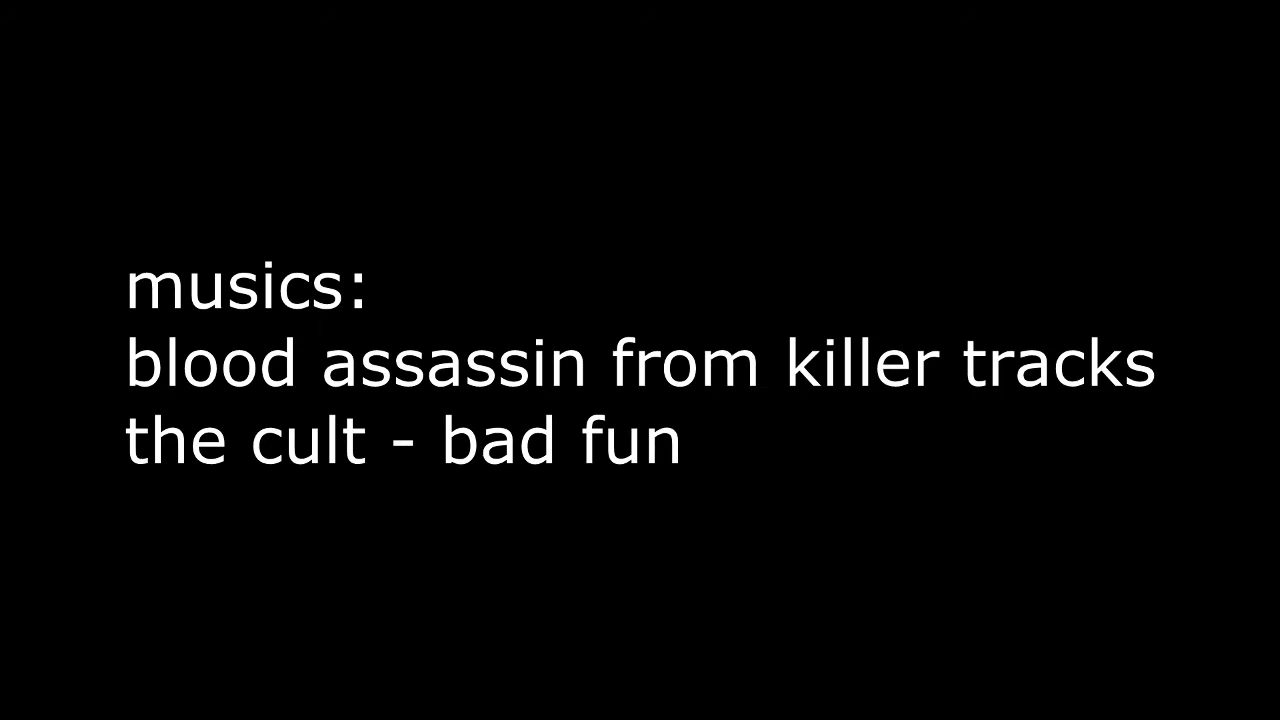 musics:
blood assassin from killer tracks
the cult - bad fun